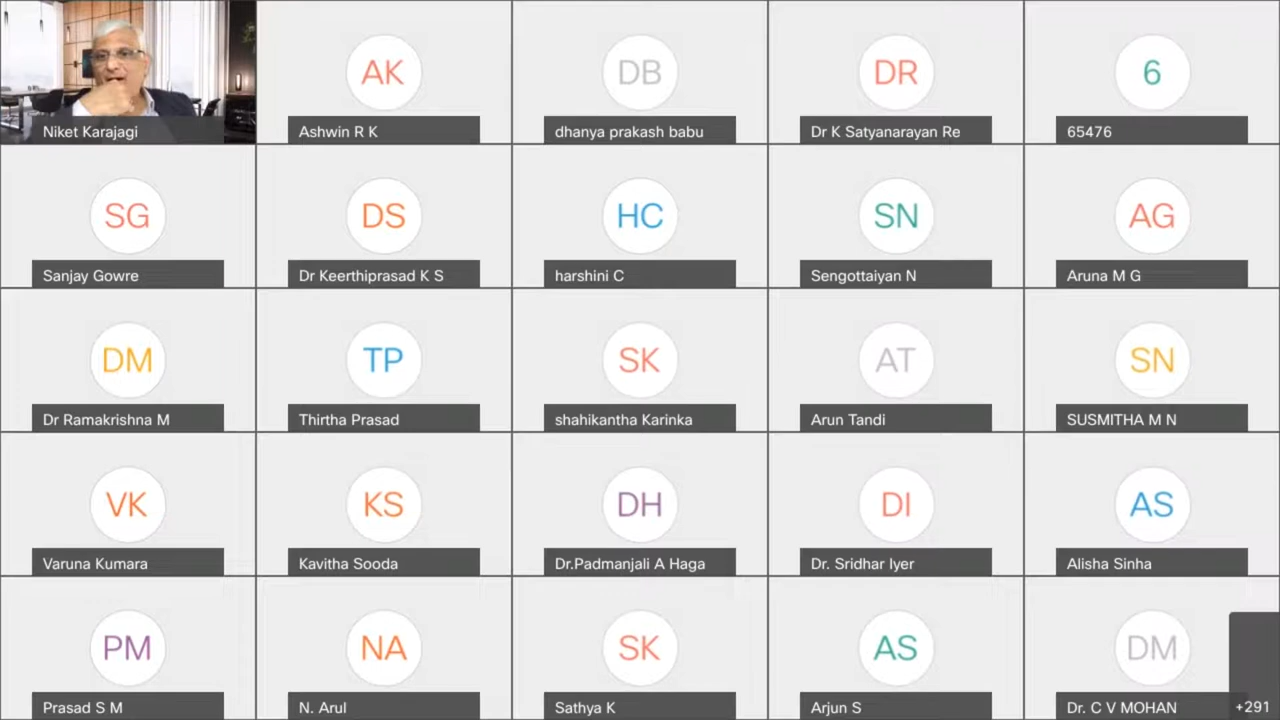 Niket Karajagi
AK
Ashwin R K
DB
dhanya prakash babu
DR
Dr K Satyanarayan Re
6
65476
SG
Sanjay Gowre
DS
Dr Keerthiprasad K S
HC
harshini C
SN
Sengottaiyan N
AG
Aruna M G
DM
Dr Ramakrishna M
TP
Thirtha Prasad
SK
shahikantha Karinka
AT
Arun Tandi
SN
SUSMITHA M N
VK
Varuna Kumara
KS
Kavitha Sooda
DH
Dr.Padmanjali A Haga
DI
Dr. Sridhar Iyer
AS
Alisha Sinha
PM
Prasad S M
NA
N. Arul
SK
Sathya K
AS
Arjun S
DM
Dr. C V MOHAN
+291